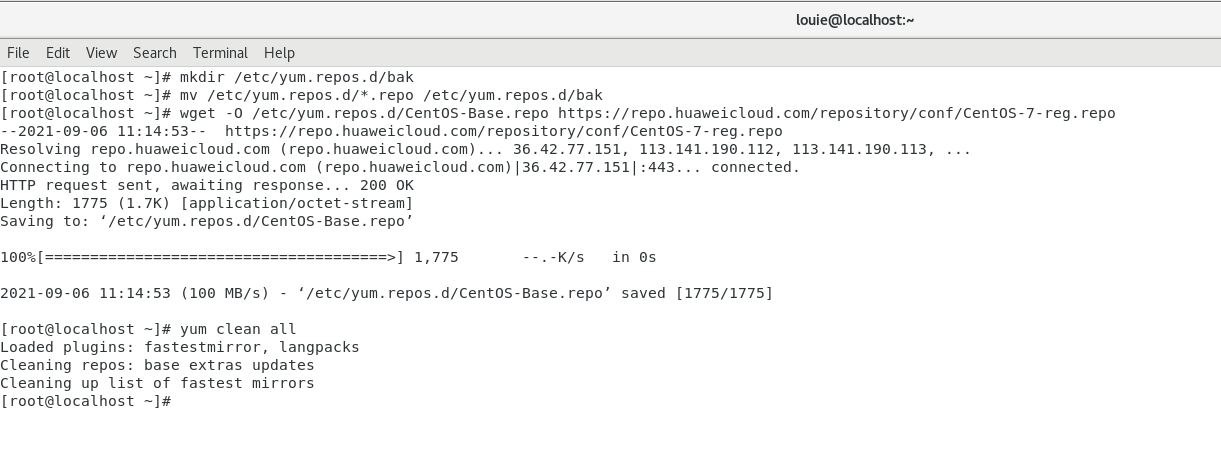 louie@localhost:~
File Edit View Search Terminal Help
[root@localhost ~]# mkdir /etc/yum.repos.d/bak
[root@localhost ~]# mv /etc/yum.repos.d/*.repo /etc/yum.repos.d/bak
[root@localhost ~]# wget -O /etc/yum.repos.d/CentOS-Base.repo https://repo.huaweicloud.com/repository/conf/CentOS-7-reg.repo
--2021-09-06 11:14:53--  https://repo.huaweicloud.com/repository/conf/CentOS-7-reg.repo
Resolving repo.huaweicloud.com (repo.huaweicloud.com)... 36.42.77.151, 113.141.190.112, 113.141.190.113, ...
Connecting to repo.huaweicloud.com (repo.huaweicloud.com)|36.42.77.151|:443... connected.
HTTP request sent, awaiting response... 200 OK
Length: 1775 (1.7K) [application/octet-stream]
Saving to: ‘/etc/yum.repos.d/CentOS-Base.repo’
100%[======================================>] 1,775       --.-K/s   in 0s
2021-09-06 11:14:53 (100 MB/s) - ‘/etc/yum.repos.d/CentOS-Base.repo’ saved [1775/1775]
[root@localhost ~]# yum clean all
Loaded plugins: fastestmirror, langpacks
Cleaning repos: base extras updates
Cleaning up list of fastest mirrors
[root@localhost ~]#